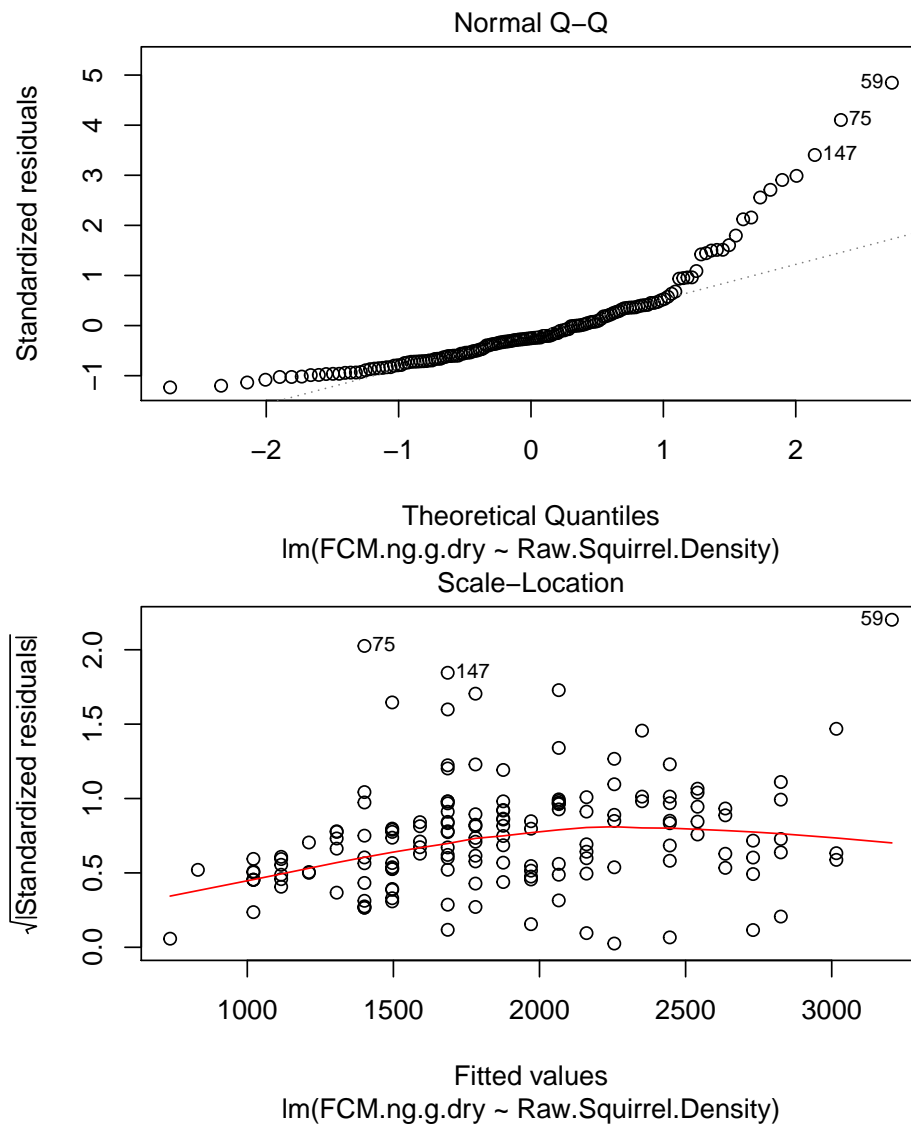 Normal Q−Q
Standardized residuals
5
4
3
2
1
0
−1
59
75
147
−2 −1 0 1 2
Theoretical Quantiles
lm(FCM.ng.g.dry ~ Raw.Squirrel.Density)
Scale−Location
√|Standardized residuals|
2.0
1.5
1.0
0.5
0.0
59
75
147
1000 1500 2000 2500 3000
Fitted values
lm(FCM.ng.g.dry ~ Raw.Squirrel.Density)